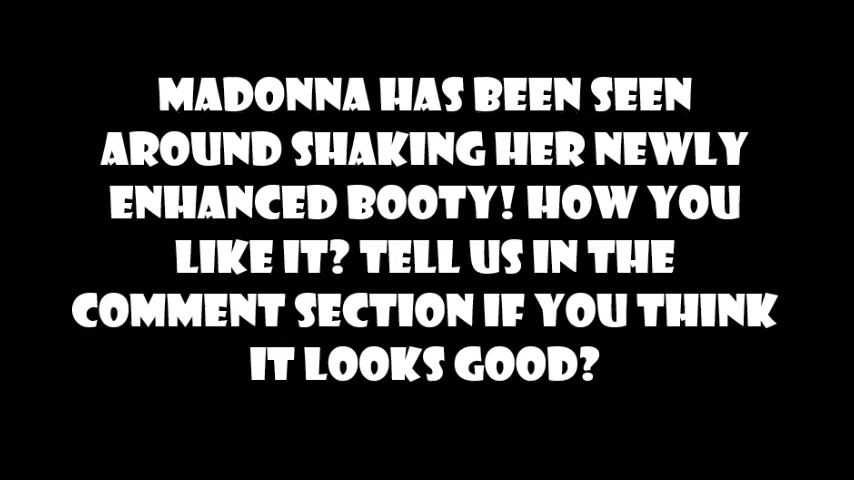 MADONNA HAS BEEN SEEN
AROUND SHAKING HER NEWLY
ENHANCED BOOTY! HOW YOU
LIKE IT? TELL US IN THE
COMMENT SECTION IF YOU THINK
IT LOOKS GOOD?